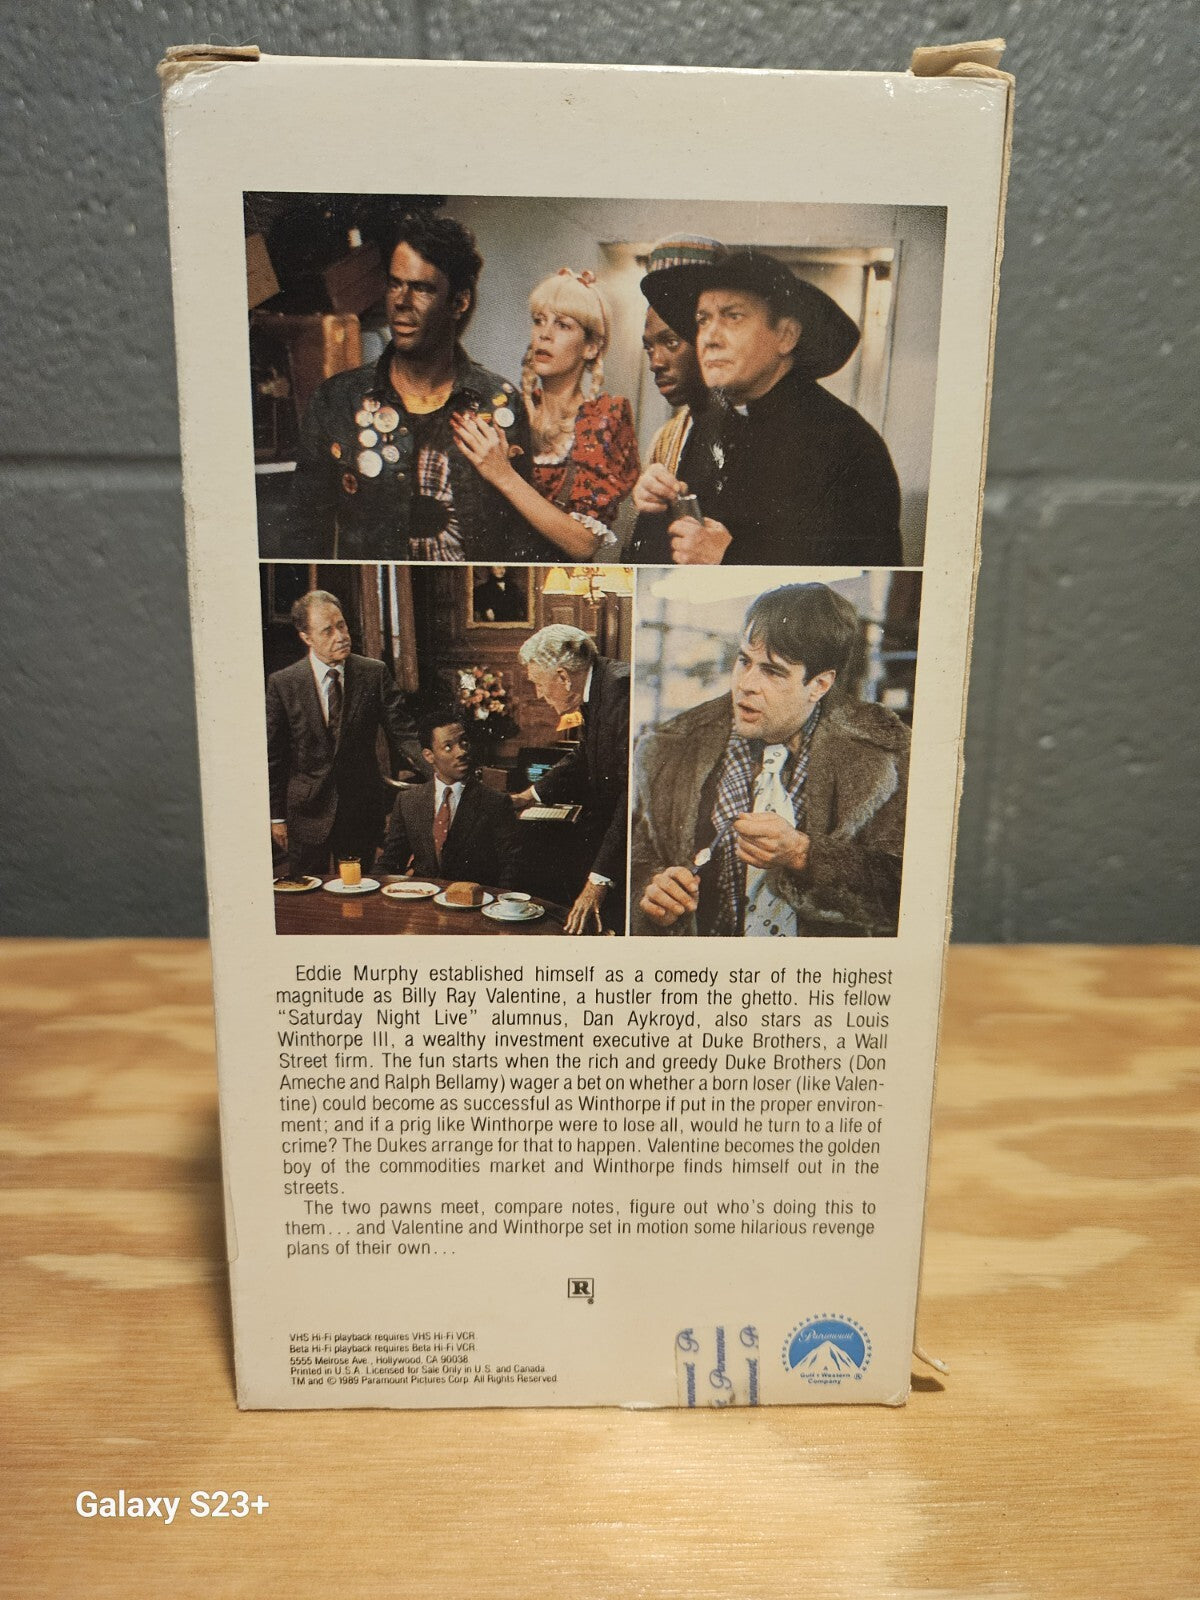 Eddie Murphy established himself as a comedy star of the highest
magnitude as Billy Ray Valentine, a hustler from the ghetto. His fellow
"Saturday Night Live" alumnus, Dan Aykroyd, also stars as Louis
Winthorpe III, a wealthy investment executive at Duke Brothers, a Wall
Street firm. The fun starts when the rich and greedy Duke Brothers (Don
Ameche and Ralph Bellamy) wager a bet on whether a born loser (like Valen-
tine) could become as successful as Winthorpe if put in the proper environ-
ment; and if a prig like Winthorpe were to lose all, would he turn to a life of
crime? The Dukes arrange for that to happen. Valentine becomes the golden
boy of the commodities market and Winthorpe finds himself out in the
streets.
The two pawns meet, compare notes, figure out who's doing this to
them... and Valentine and Winthorpe set in motion some hilarious revenge
plans of their own...
R
®
VHS Hi-Fi playback requires VHS Hi-Fi VCR.
Beta Hi-Fi playback requires Beta Hi-Fi VCR.
5555 Melrose Ave., Hollywood, CA 90038
Printed in U.S.A. Licensed for Sale Only in U.S. and Canada.
TM and © 1989 Paramount Pictures Corp. All Rights Reserved.
ramount P
t Paramoun
ramount P
Paramount
A
Gulf+Western ®
Company
Galaxy S23+